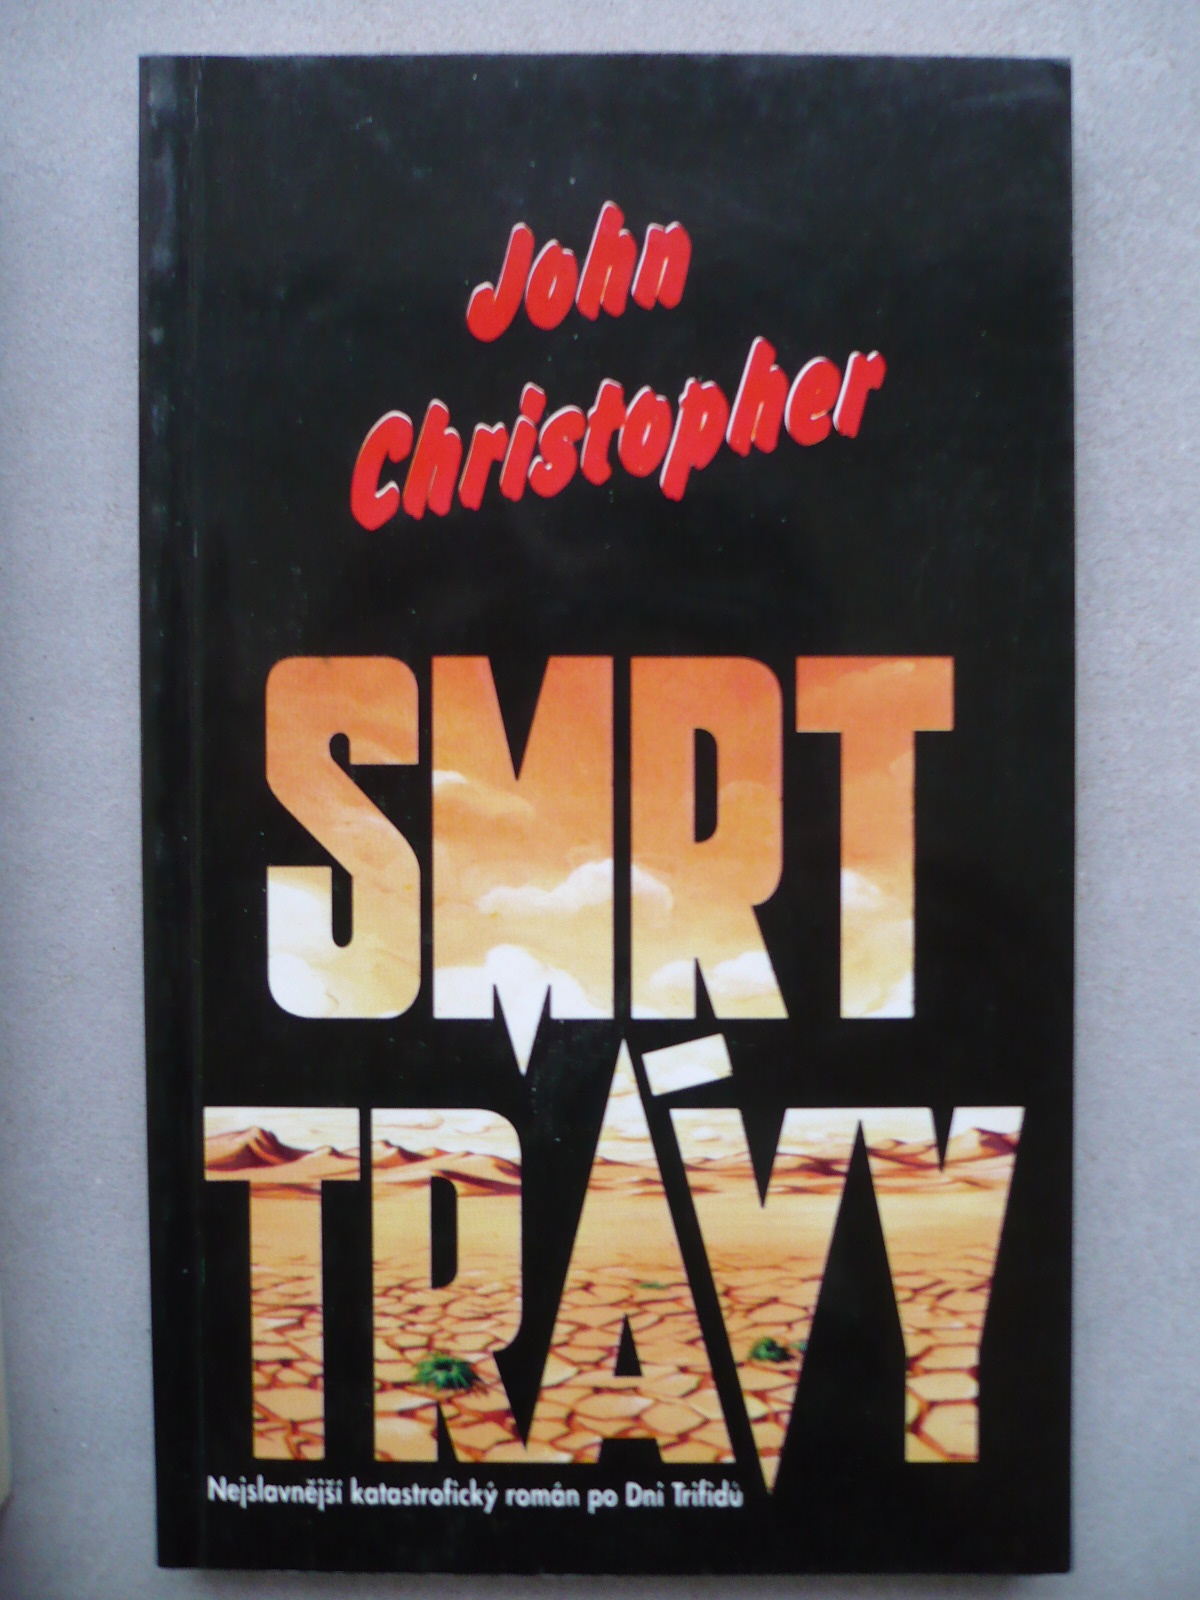 John
Christopher
SMRT
TRÁVY
Nejslavnější katastrofický román po Dni Trifidů